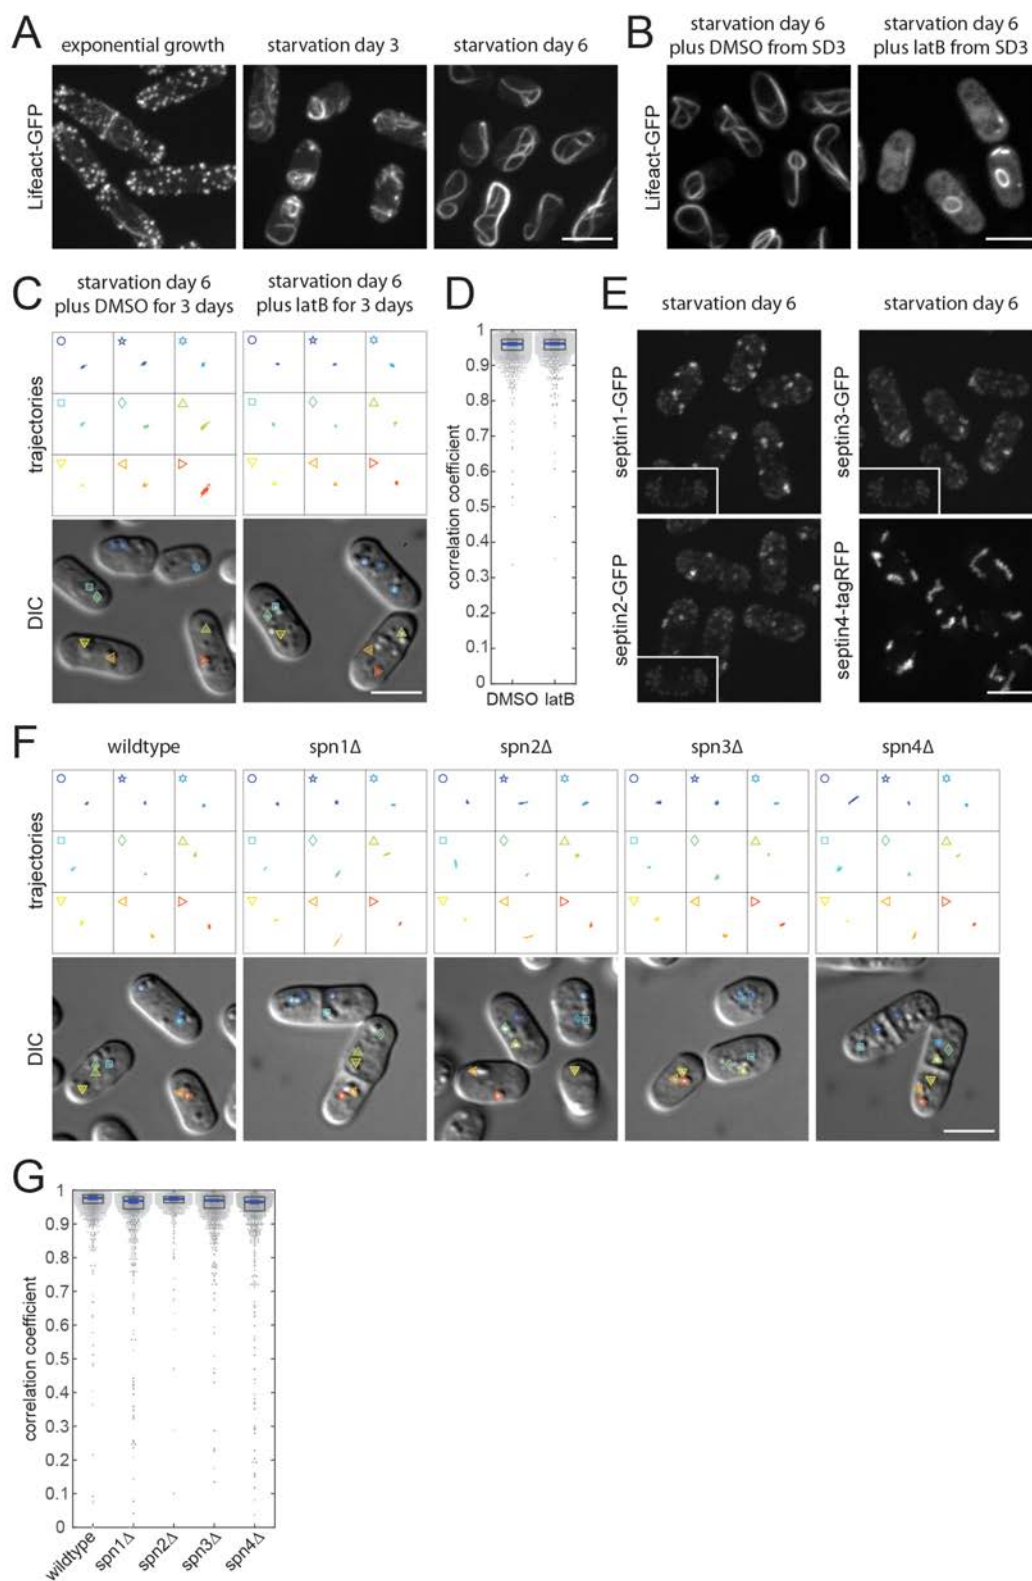 A
exponential growth
starvation day 3
starvation day 6
Lifeact-GFP
B
starvation day 6
plus DMSO from SD3
starvation day 6
plus latB from SD3
Lifeact-GFP
C
starvation day 6
plus DMSO for 3 days
starvation day 6
plus latB for 3 days
trajectories
DIC
D
correlation coefficient
1
0.9
0.8
0.7
0.6
0.5
0.4
0.3
0.2
0.1
0
DMSO latB
E
starvation day 6
starvation day 6
septin1-GFP
septin3-GFP
septin2-GFP
septin4-tagRFP
F
wildtype
spn1Δ
spn2Δ
spn3Δ
spn4Δ
trajectories
DIC
G
correlation coefficient
1
0.9
0.8
0.7
0.6
0.5
0.4
0.3
0.2
0.1
0
wildtype
spn1Δ
spn2Δ
spn3Δ
spn4Δ